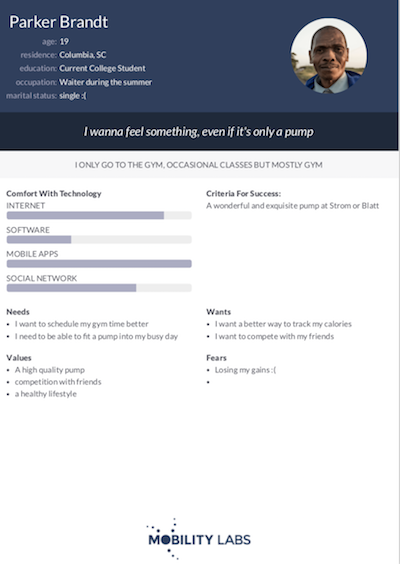 Parker Brandt
age: 19
residence: Columbia, SC
education: Current College Student
occupation: Waiter during the summer
marital status: single :(
I wanna feel something, even if it's only a pump
I ONLY GO TO THE GYM, OCCASIONAL CLASSES BUT MOSTLY GYM
Comfort With Technology
INTERNET
SOFTWARE
MOBILE APPS
SOCIAL NETWORK
Criteria For Success:
A wonderful and exquisite pump at Strom or Blatt
Needs
• I want to schedule my gym time better
• I need to be able to fit a pump into my busy day
Wants
• I want a better way to track my calories
• I want to compete with my friends
Values
• A high quality pump
• competition with friends
• a healthy lifestyle
Fears
• Losing my gains :(
•
MOBILITY LABS